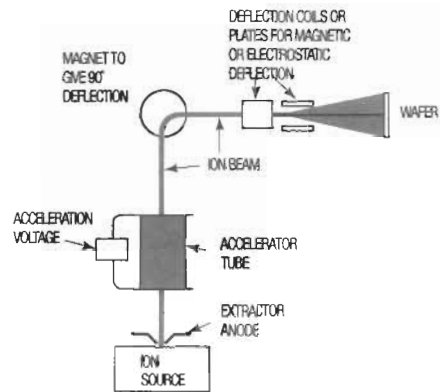 DEFLECTION COILS OR
PLATES FOR MAGNETIC
OR ELECTROSTATIC
DEFLECTION
MAGNET TO
GIVE 90°
DEFLECTION
WAFER
ION BEAM
ACCELERATION
VOLTAGE
ACCELERATOR
TUBE
EXTRACTOR
ANODE
ION
SOURCE